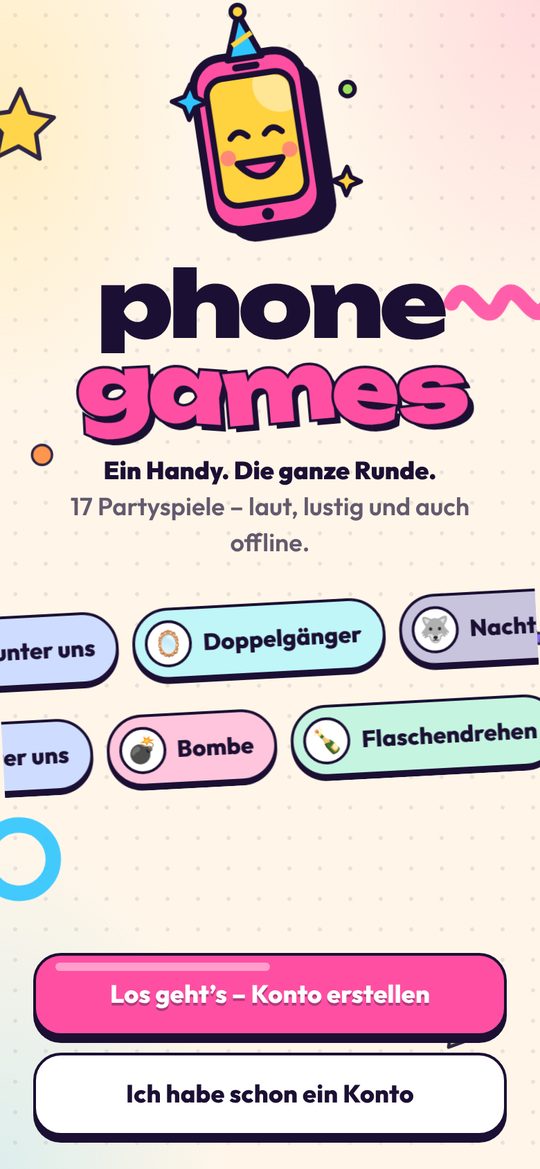 phone
games
Ein Handy. Die ganze Runde.
17 Partyspiele – laut, lustig und auch
offline.
unter uns
Doppelgänger
Nacht
er uns
Bombe
Flaschendrehen
Los geht’s – Konto erstellen
Ich habe schon ein Konto